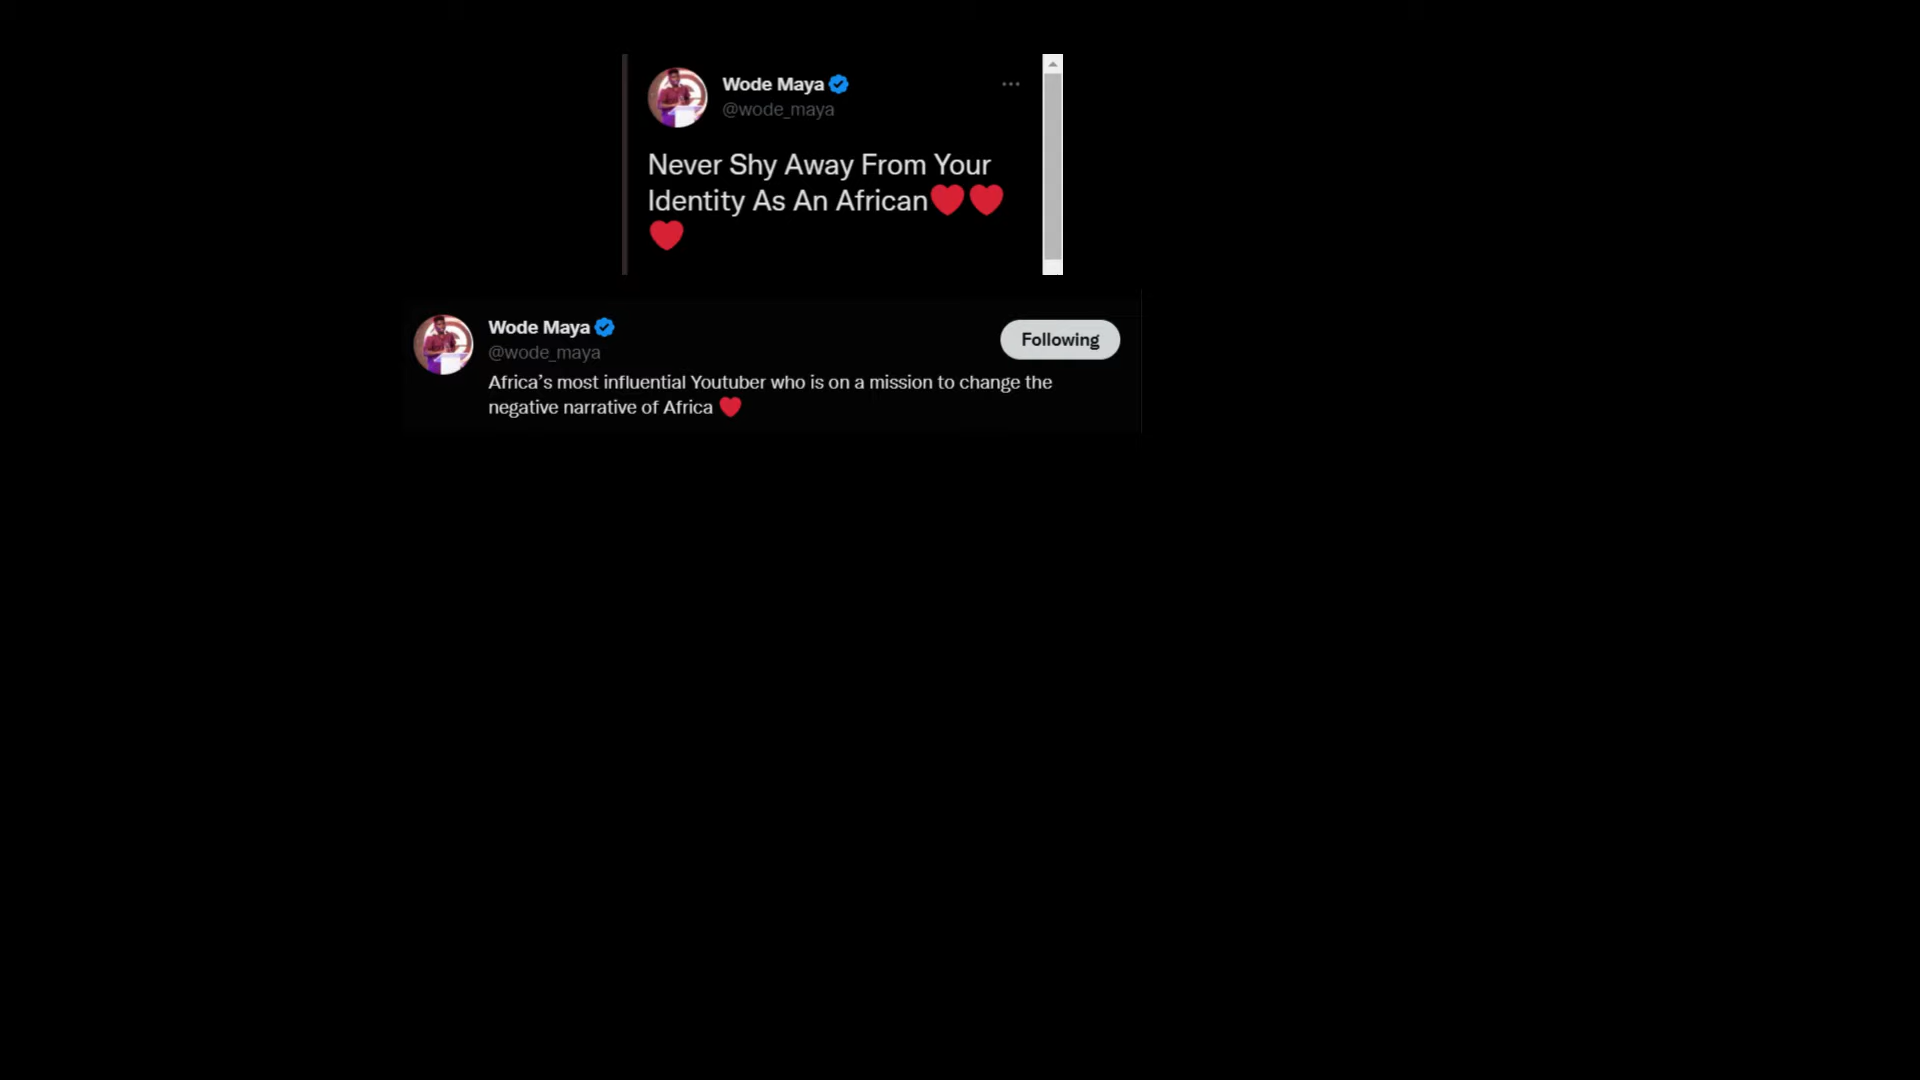 Wode Maya
@wode_maya
Never Shy Away From Your
Identity As An African❤️❤️
❤️
Wode Maya
@wode_maya
Following
Africa’s most influential Youtuber who is on a mission to change the
negative narrative of Africa ❤️